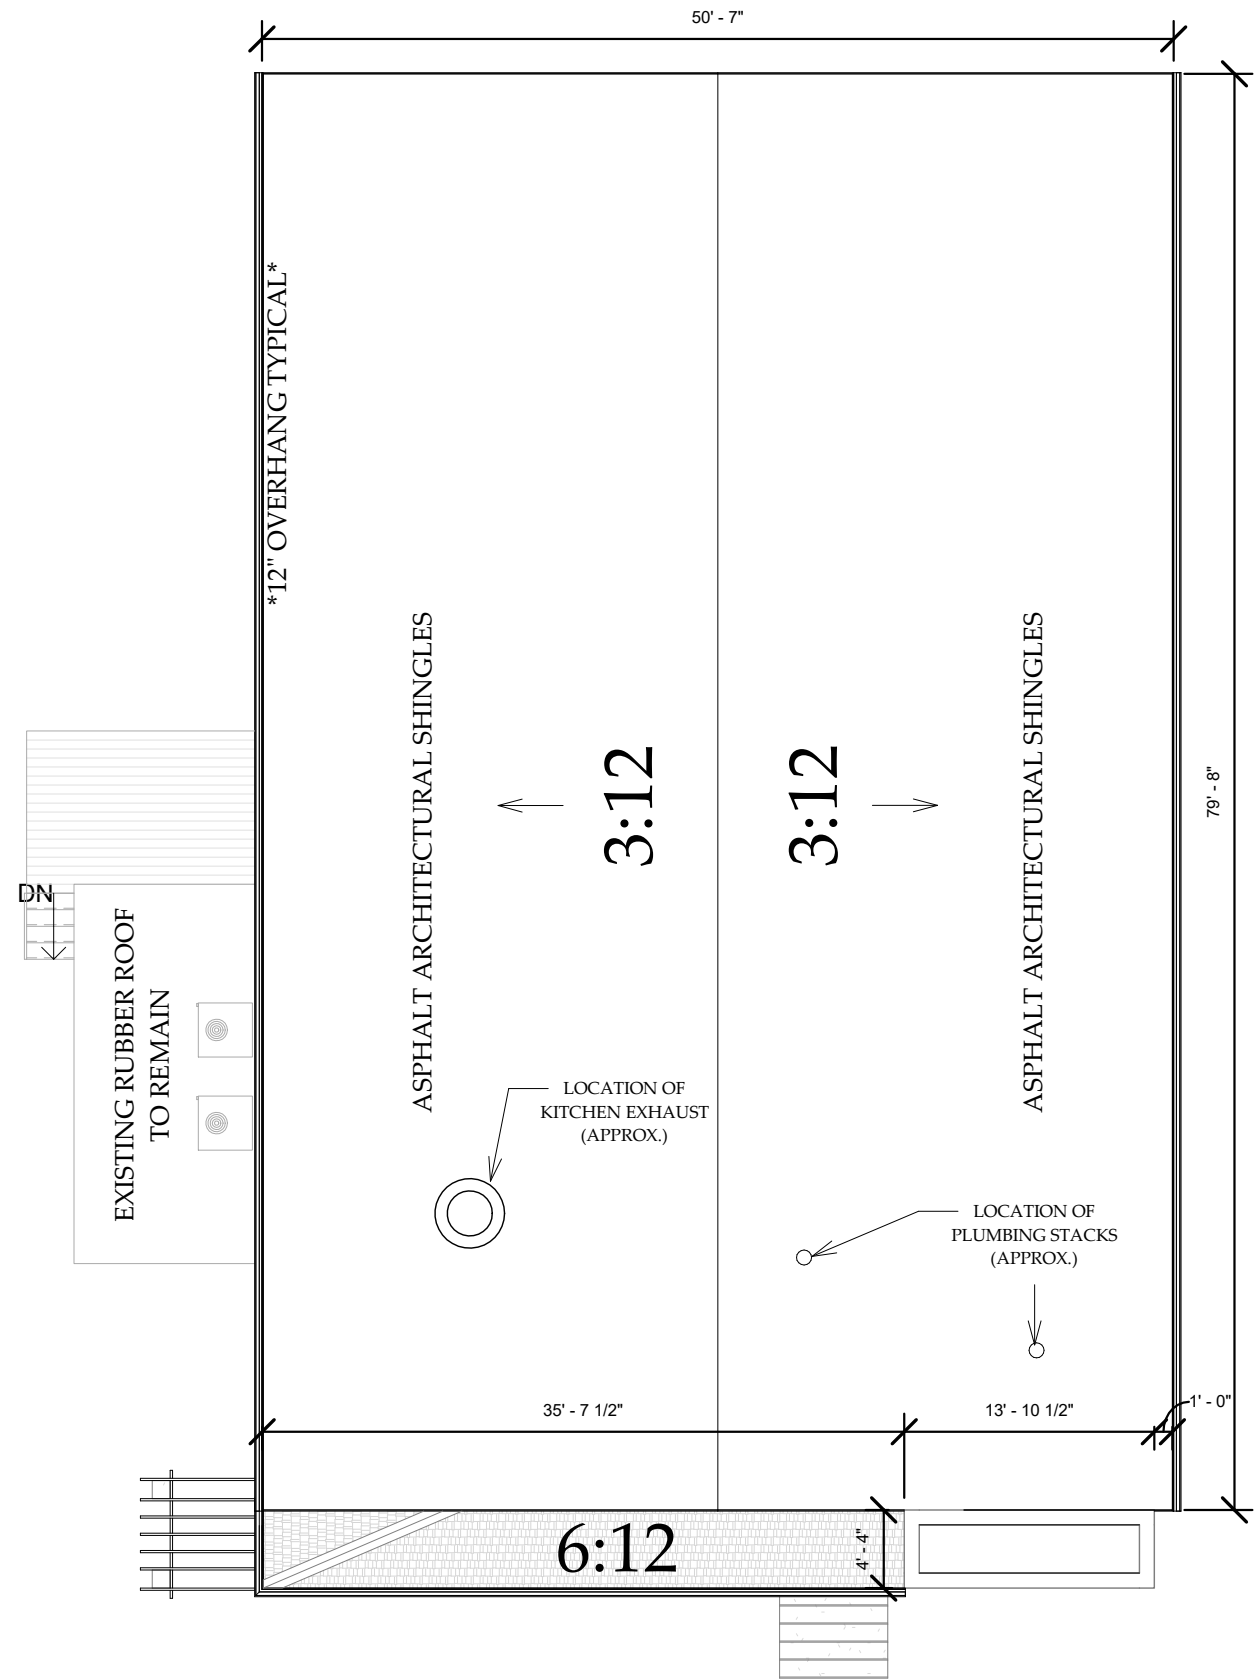 50' - 7"
*12" OVERHANG TYPICAL*
ASPHALT ARCHITECTURAL SHINGLES
3:12
3:12
ASPHALT ARCHITECTURAL SHINGLES
79' - 8"
DN
EXISTING RUBBER ROOF
TO REMAIN
LOCATION OF
KITCHEN EXHAUST
(APPROX.)
LOCATION OF
PLUMBING STACKS
(APPROX.)
35' - 7 1/2"
13' - 10 1/2"
1' - 0"
6:12
4' - 4"